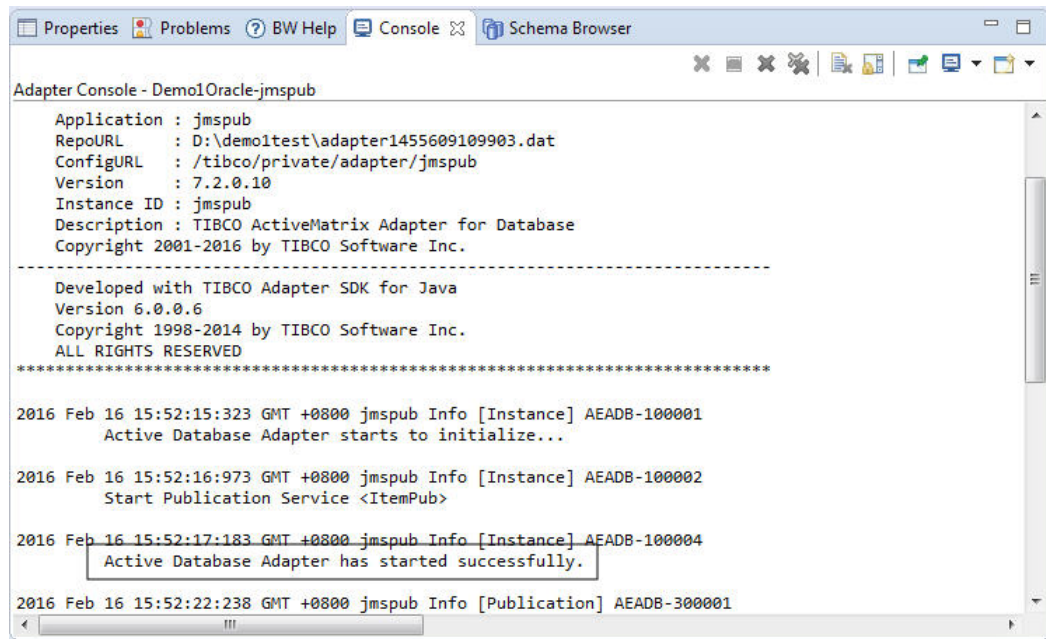 Properties Problems BW Help Console Schema Browser
Adapter Console - Demo1Oracle-jmspub
Application : jmspub
RepoURL : D:\demo1test\adapter1455609109903.dat
ConfigURL : /tibco/private/adapter/jmspub
Version : 7.2.0.10
Instance ID : jmspub
Description : TIBCO ActiveMatrix Adapter for Database
Copyright 2001-2016 by TIBCO Software Inc.
-----------------------------------------------------------------------------
Developed with TIBCO Adapter SDK for Java
Version 6.0.0.6
Copyright 1998-2014 by TIBCO Software Inc.
ALL RIGHTS RESERVED
*****************************************************************************
2016 Feb 16 15:52:15:323 GMT +0800 jmspub Info [Instance] AEADB-100001
Active Database Adapter starts to initialize...
2016 Feb 16 15:52:16:973 GMT +0800 jmspub Info [Instance] AEADB-100002
Start Publication Service <ItemPub>
2016 Feb 16 15:52:17:183 GMT +0800 jmspub Info [Instance] AEADB-100004
Active Database Adapter has started successfully.
2016 Feb 16 15:52:22:238 GMT +0800 jmspub Info [Publication] AEADB-300001